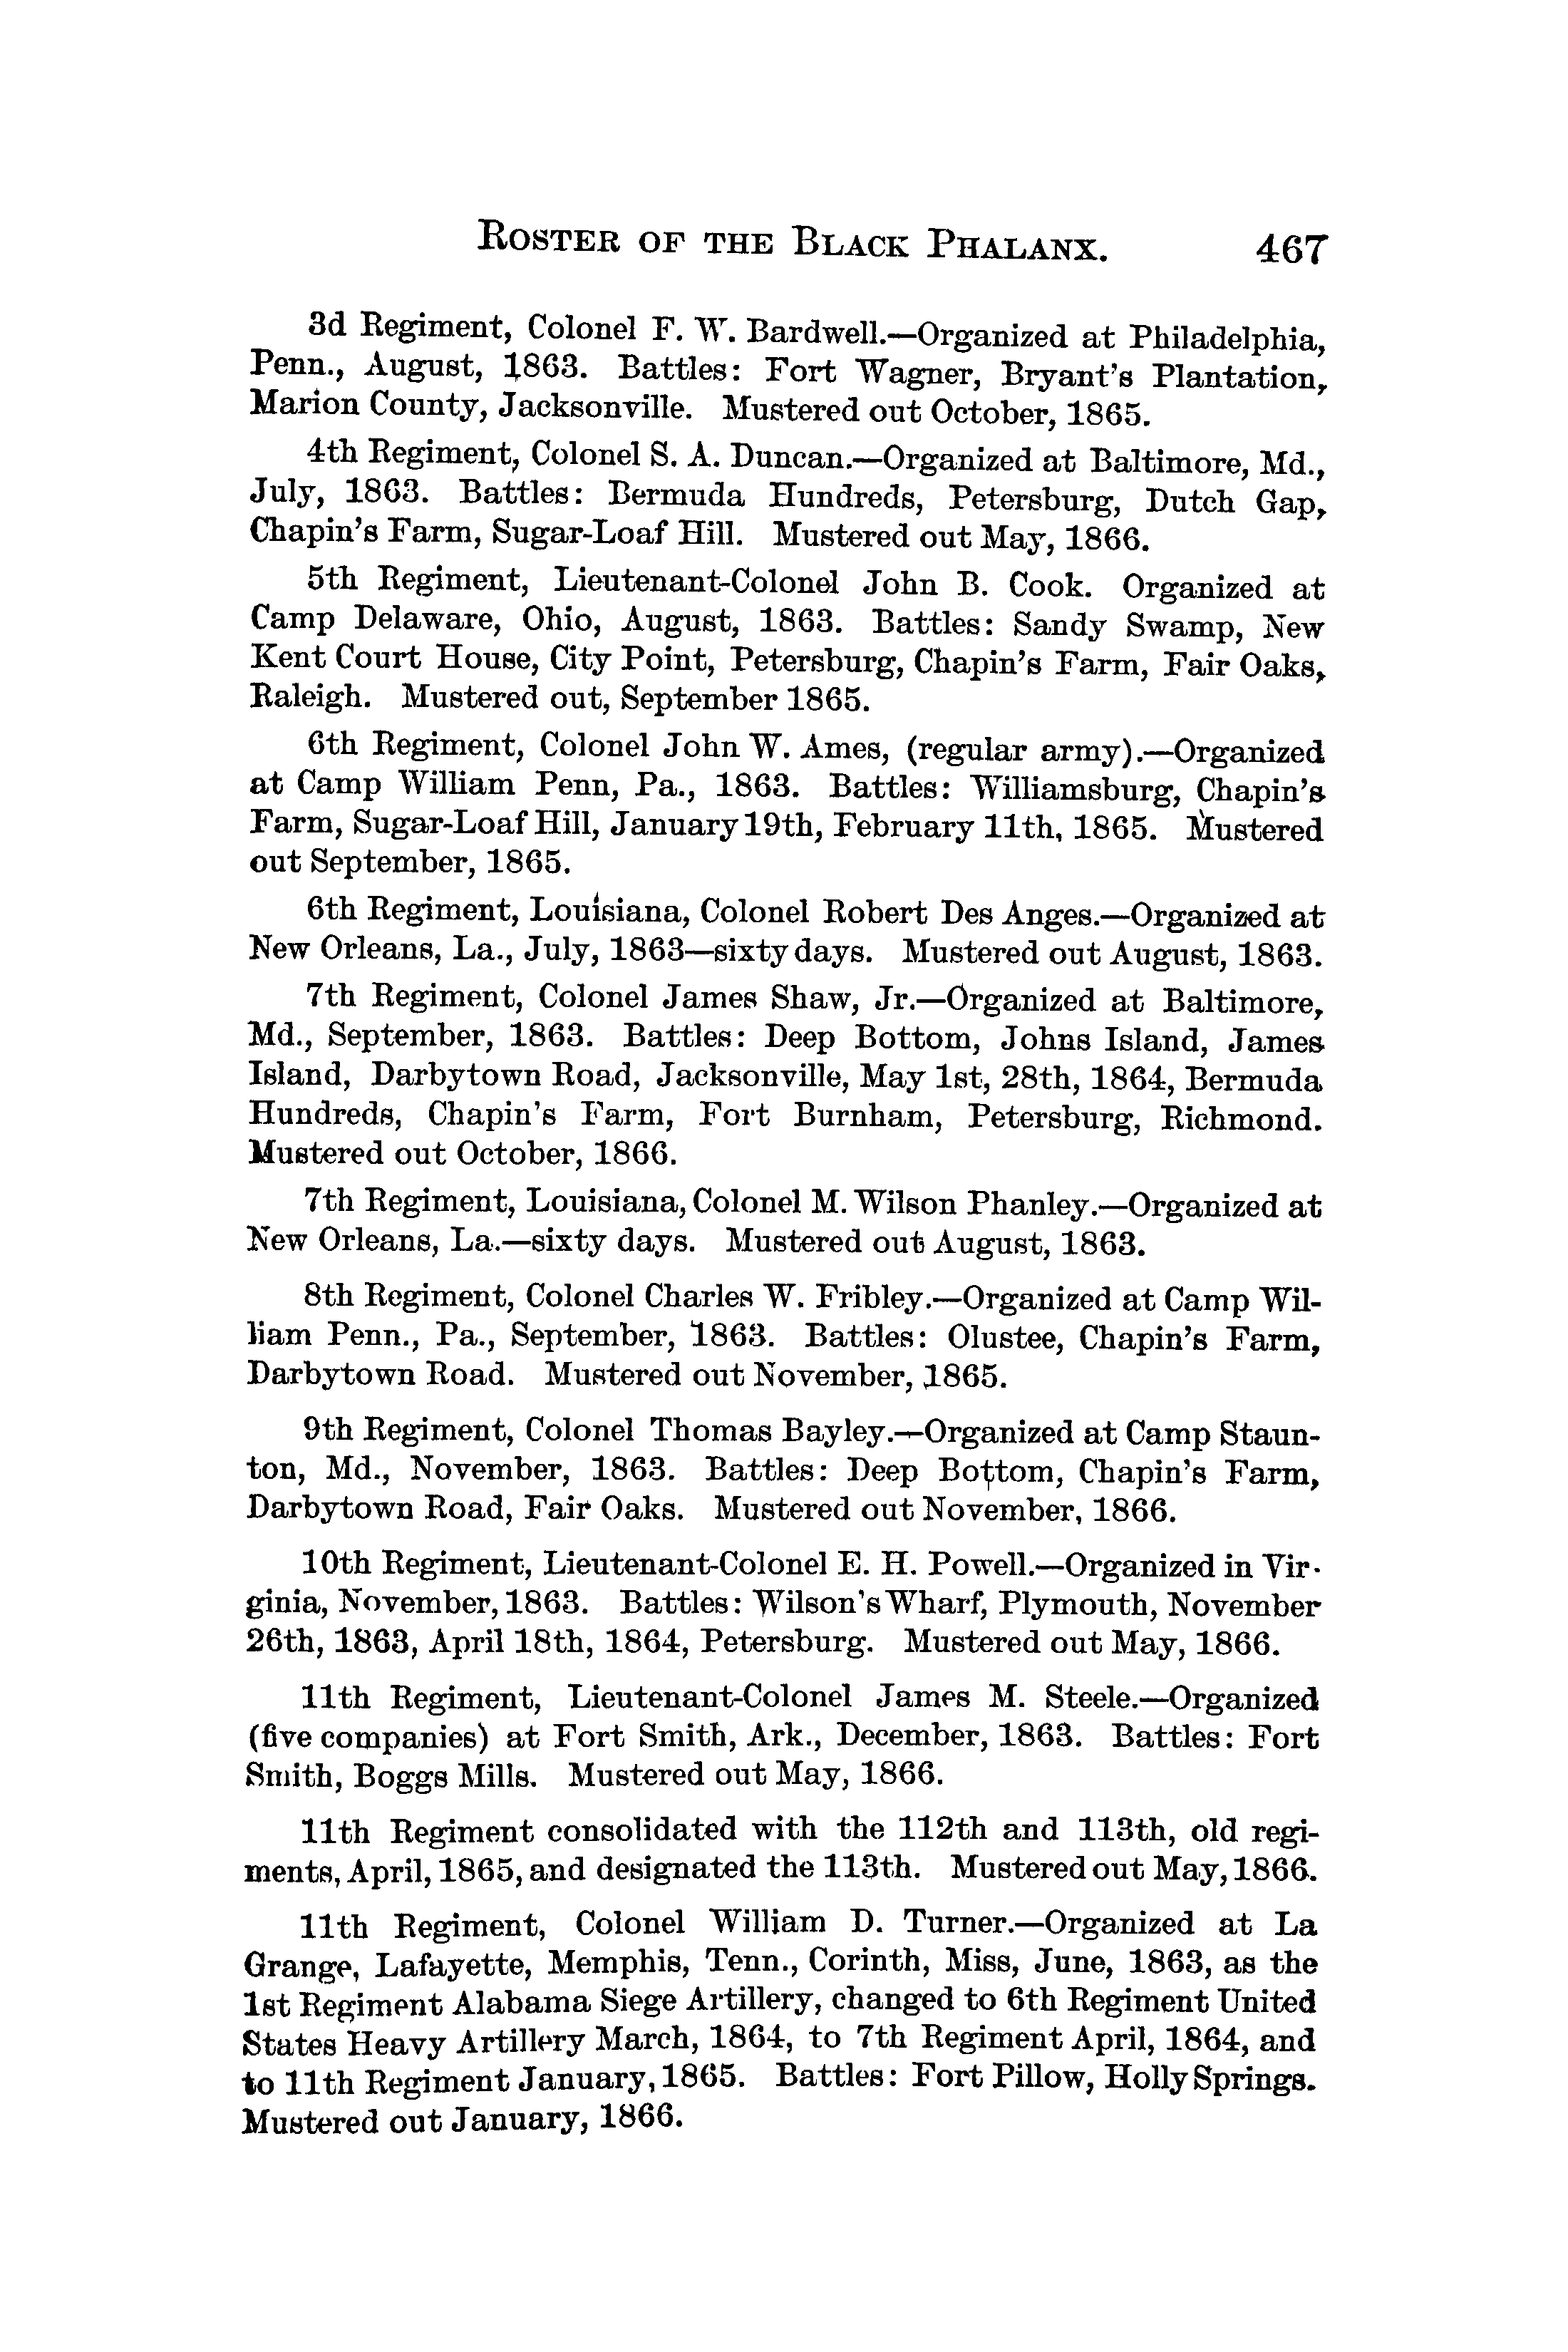 ROSTER OF THE BLACK PHALANX. 467
3d Regiment, Colonel F. W. Bardwell.—Organized at Philadelphia,
Penn., August, 1863. Battles: Fort Wagner, Bryant's Plantation,
Marion County, Jacksonville. Mustered out October, 1865.
4th Regiment, Colonel S. A. Duncan.—Organized at Baltimore, Md.,
July, 1863. Battles: Bermuda Hundreds, Petersburg, Dutch Gap,
Chapin's Farm, Sugar-Loaf Hill. Mustered out May, 1866.
5th Regiment, Lieutenant-Colonel John B. Cook. Organized at
Camp Delaware, Ohio, August, 1863. Battles: Sandy Swamp, New
Kent Court House, City Point, Petersburg, Chapin's Farm, Fair Oaks,
Raleigh. Mustered out, September 1865.
6th Regiment, Colonel John W. Ames, (regular army).—Organized
at Camp William Penn, Pa., 1863. Battles: Williamsburg, Chapin's
Farm, Sugar-Loaf Hill, January 19th, February 11th, 1865. Mustered
out September, 1865.
6th Regiment, Louisiana, Colonel Robert Des Anges.—Organized at
New Orleans, La., July, 1863—sixty days. Mustered out August, 1863.
7th Regiment, Colonel James Shaw, Jr.—Organized at Baltimore,
Md., September, 1863. Battles: Deep Bottom, Johns Island, James
Island, Darbytown Road, Jacksonville, May 1st, 28th, 1864, Bermuda
Hundreds, Chapin's Farm, Fort Burnham, Petersburg, Richmond.
Mustered out October, 1866.
7th Regiment, Louisiana, Colonel M. Wilson Phanley.—Organized at
New Orleans, La.—sixty days. Mustered out August, 1863.
8th Regiment, Colonel Charles W. Fribley.—Organized at Camp Wil-
liam Penn., Pa., September, 1863. Battles: Olustee, Chapin's Farm,
Darbytown Road. Mustered out November, 1865.
9th Regiment, Colonel Thomas Bayley.—Organized at Camp Staun-
ton, Md., November, 1863. Battles: Deep Bottom, Chapin's Farm,
Darbytown Road, Fair Oaks. Mustered out November, 1866.
10th Regiment, Lieutenant-Colonel E. H. Powell.—Organized in Vir-
ginia, November, 1863. Battles: Wilson's Wharf, Plymouth, November
26th, 1863, April 18th, 1864, Petersburg. Mustered out May, 1866.
11th Regiment, Lieutenant-Colonel James M. Steele.—Organized
(five companies) at Fort Smith, Ark., December, 1863. Battles: Fort
Smith, Boggs Mills. Mustered out May, 1866.
11th Regiment consolidated with the 112th and 113th, old regi-
ments, April, 1865, and designated the 113th. Mustered out May, 1866.
11th Regiment, Colonel William D. Turner.—Organized at La
Grange, Lafayette, Memphis, Tenn., Corinth, Miss, June, 1863, as the
1st Regiment Alabama Siege Artillery, changed to 6th Regiment United
States Heavy Artillery March, 1864, to 7th Regiment April, 1864, and
to 11th Regiment January, 1865. Battles: Fort Pillow, Holly Springs.
Mustered out January, 1866.